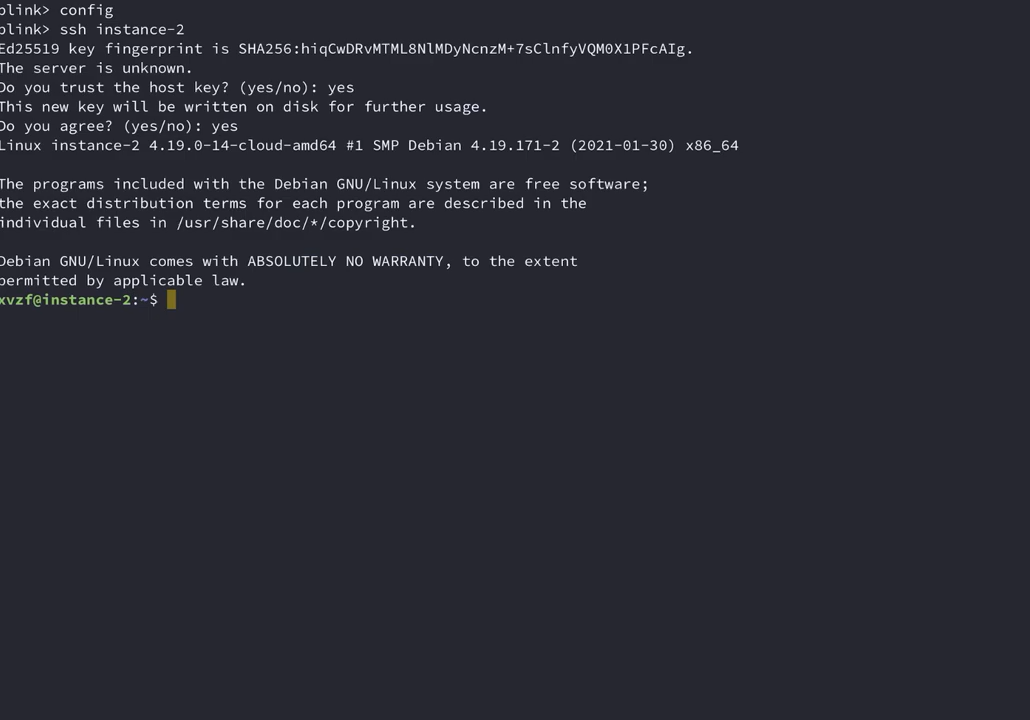 blink> config
blink> ssh instance-2
Ed25519 key fingerprint is SHA256:hiqCwDRvMTML8NlMDyNcnzM+7sClnfyVQM0X1PFcAIg.
The server is unknown.
Do you trust the host key? (yes/no): yes
This new key will be written on disk for further usage.
Do you agree? (yes/no): yes
Linux instance-2 4.19.0-14-cloud-amd64 #1 SMP Debian 4.19.171-2 (2021-01-30) x86_64
The programs included with the Debian GNU/Linux system are free software;
the exact distribution terms for each program are described in the
individual files in /usr/share/doc/*/copyright.
Debian GNU/Linux comes with ABSOLUTELY NO WARRANTY, to the extent
permitted by applicable law.
xvzf@instance-2:~$